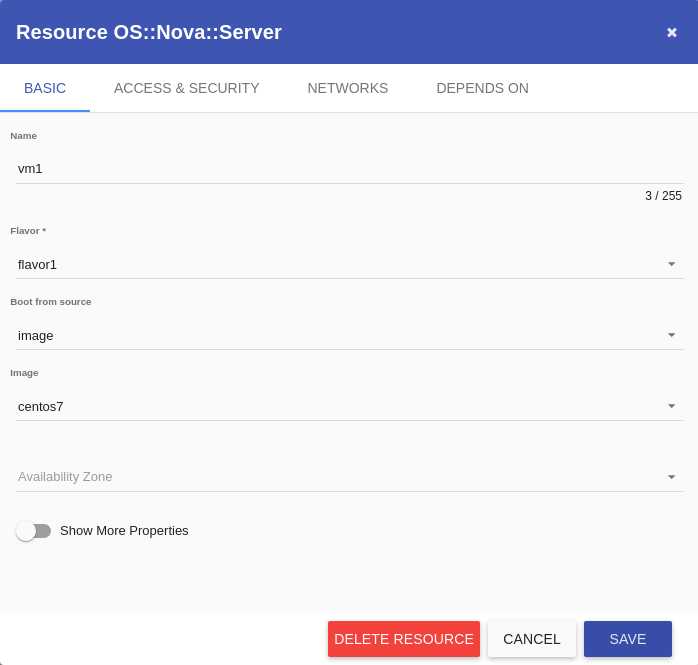 Resource OS::Nova::Server
BASIC ACCESS & SECURITY NETWORKS DEPENDS ON
Name
vm1
3 / 255
Flavor *
flavor1
Boot from source
image
Image
centos7
Availability Zone
Show More Properties
DELETE RESOURCE CANCEL SAVE